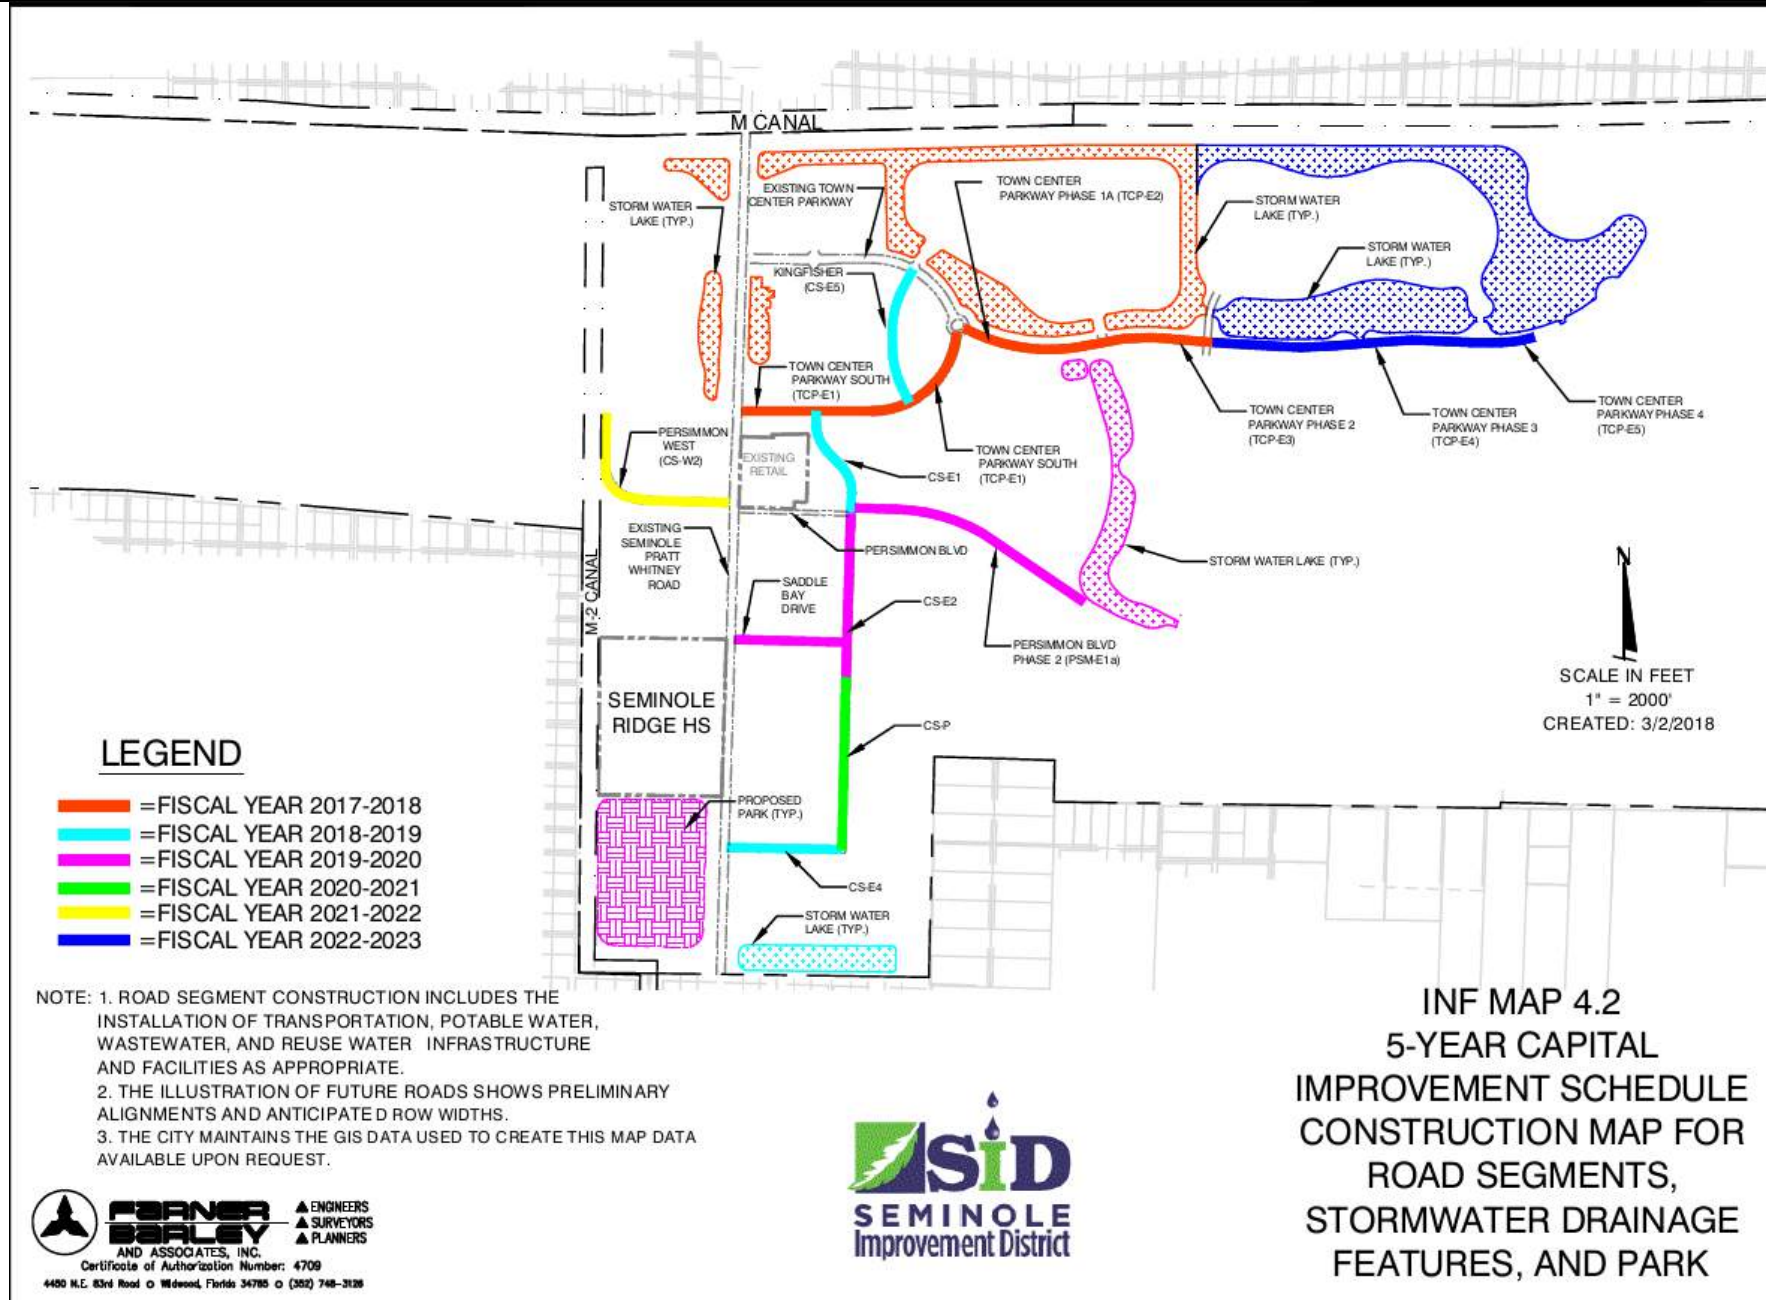 M CANAL
STORM WATER
LAKE (TYP.)
EXISTING TOWN
CENTER PARKWAY
TOWN CENTER
PARKWAY PHASE 1A (TCP-E2)
STORM WATER
LAKE (TYP.)
STORM WATER
LAKE (TYP.)
KINGFISHER
(CS-E5)
TOWN CENTER
PARKWAY SOUTH
(TCP-E1)
TOWN CENTER
PARKWAY PHASE 2
(TCP-E3)
TOWN CENTER
PARKWAY PHASE 3
(TCP-E4)
TOWN CENTER
PARKWAY PHASE 4
(TCP-E5)
PERSIMMON
WEST
(CS-W2)
EXISTING
RETAIL
CS-E1
TOWN CENTER
PARKWAY SOUTH
(TCP-E1)
EXISTING
SEMINOLE
PRATT
WHITNEY
ROAD
PERSIMMON BLVD
STORM WATER LAKE (TYP.)
M-2 CANAL
SADDLE
BAY
DRIVE
CS-E2
PERSIMMON BLVD
PHASE 2 (PSM-E1a)
N
SCALE IN FEET
1" = 2000'
CREATED: 3/2/2018
SEMINOLE
RIDGE HS
CS-P
PROPOSED
PARK (TYP.)
CS-E4
STORM WATER
LAKE (TYP.)
LEGEND
=FISCAL YEAR 2017-2018
=FISCAL YEAR 2018-2019
=FISCAL YEAR 2019-2020
=FISCAL YEAR 2020-2021
=FISCAL YEAR 2021-2022
=FISCAL YEAR 2022-2023
NOTE: 1. ROAD SEGMENT CONSTRUCTION INCLUDES THE
INSTALLATION OF TRANSPORTATION, POTABLE WATER,
WASTEWATER, AND REUSE WATER INFRASTRUCTURE
AND FACILITIES AS APPROPRIATE.
2. THE ILLUSTRATION OF FUTURE ROADS SHOWS PRELIMINARY
ALIGNMENTS AND ANTICIPATED ROW WIDTHS.
3. THE CITY MAINTAINS THE GIS DATA USED TO CREATE THIS MAP DATA
AVAILABLE UPON REQUEST.
FARNER
BARLEY
AND ASSOCIATES, INC.
ENGINEERS
SURVEYORS
PLANNERS
Certificate of Authorization Number: 4709
4450 N.E. 83rd Road o Wildwood, Florida 34785 o (352) 748-3126
SID
SEMINOLE
Improvement District
INF MAP 4.2
5-YEAR CAPITAL
IMPROVEMENT SCHEDULE
CONSTRUCTION MAP FOR
ROAD SEGMENTS,
STORMWATER DRAINAGE
FEATURES, AND PARK